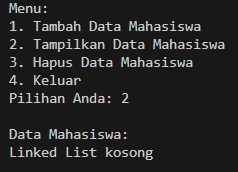 Menu:
1. Tambah Data Mahasiswa
2. Tampilkan Data Mahasiswa
3. Hapus Data Mahasiswa
4. Keluar
Pilihan Anda: 2
Data Mahasiswa:
Linked List kosong